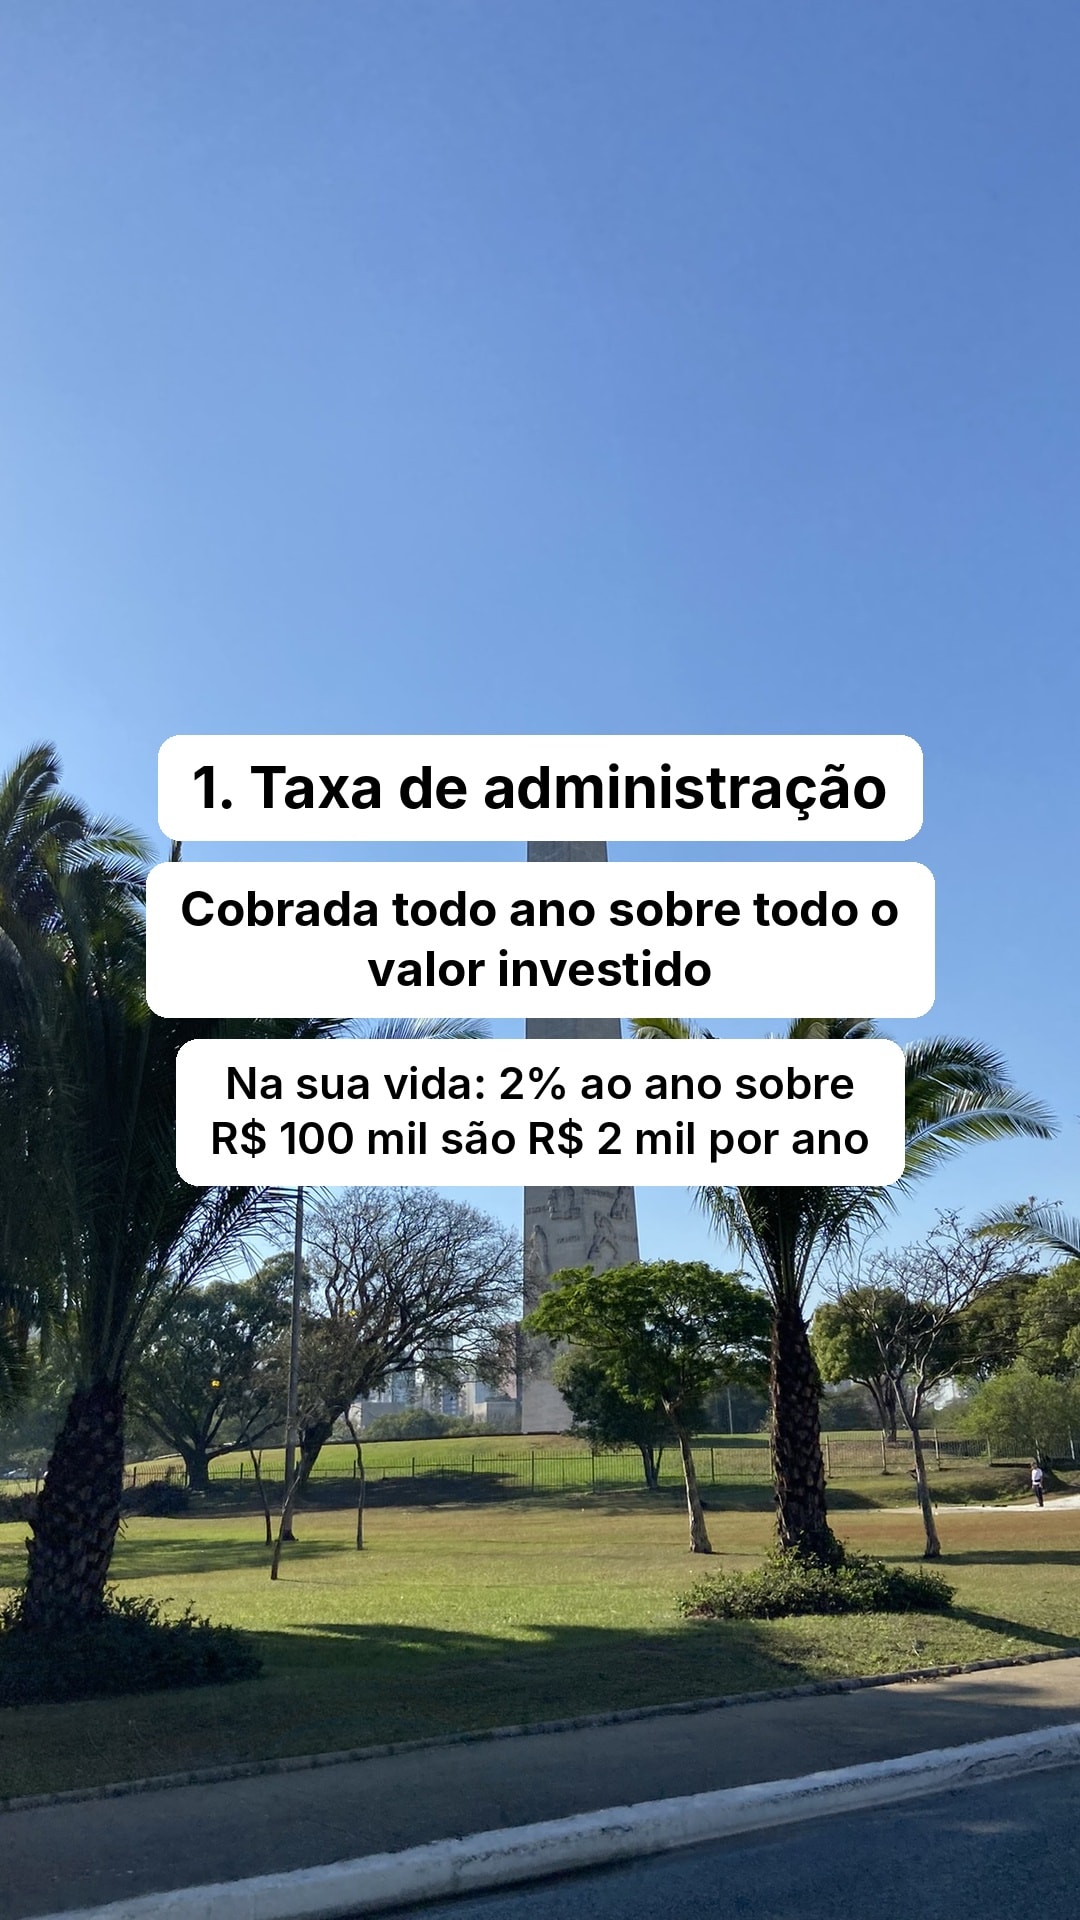 1. Taxa de administração
Cobrada todo ano sobre todo o
valor investido
Na sua vida: 2% ao ano sobre
R$ 100 mil são R$ 2 mil por ano